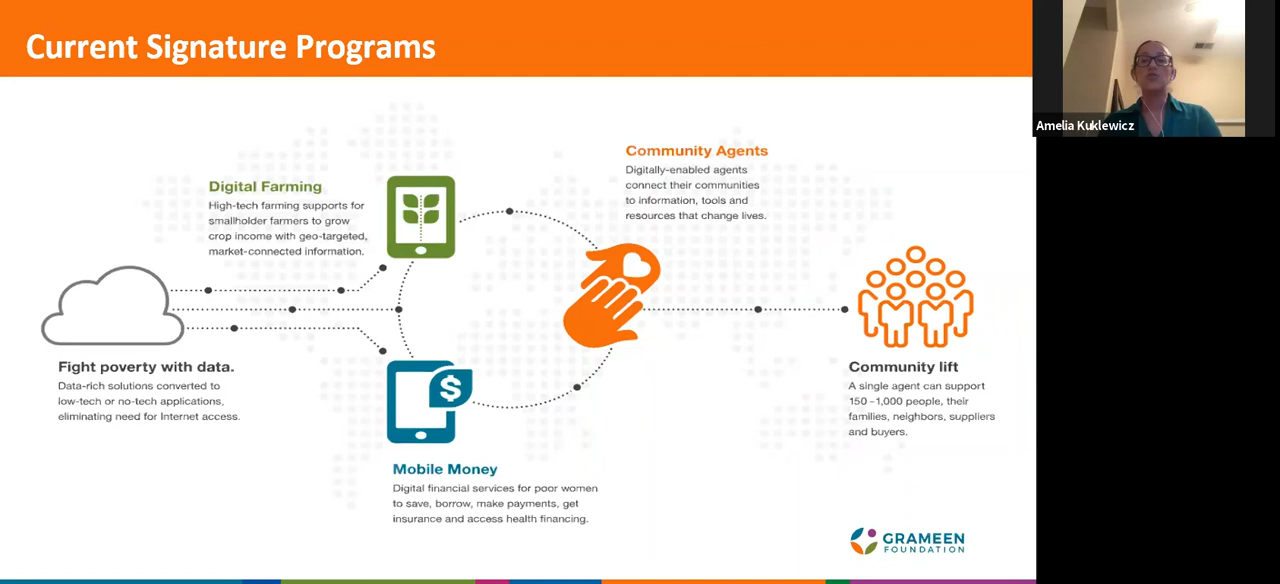 Current Signature Programs
Amelia Kuklewicz
Community Agents
Digitally-enabled agents
connect their communities
to information, tools and
resources that change lives.
Digital Farming
High-tech farming supports for
smallholder farmers to grow
crop income with geo-targeted,
market-connected information.
Fight poverty with data.
Data-rich solutions converted to
low-tech or no-tech applications,
eliminating need for Internet access.
$
Community lift
A single agent can support
150 –1,000 people, their
families, neighbors, suppliers
and buyers.
Mobile Money
Digital financial services for poor women
to save, borrow, make payments, get
insurance and access health financing.
GRAMEEN
FOUNDATION